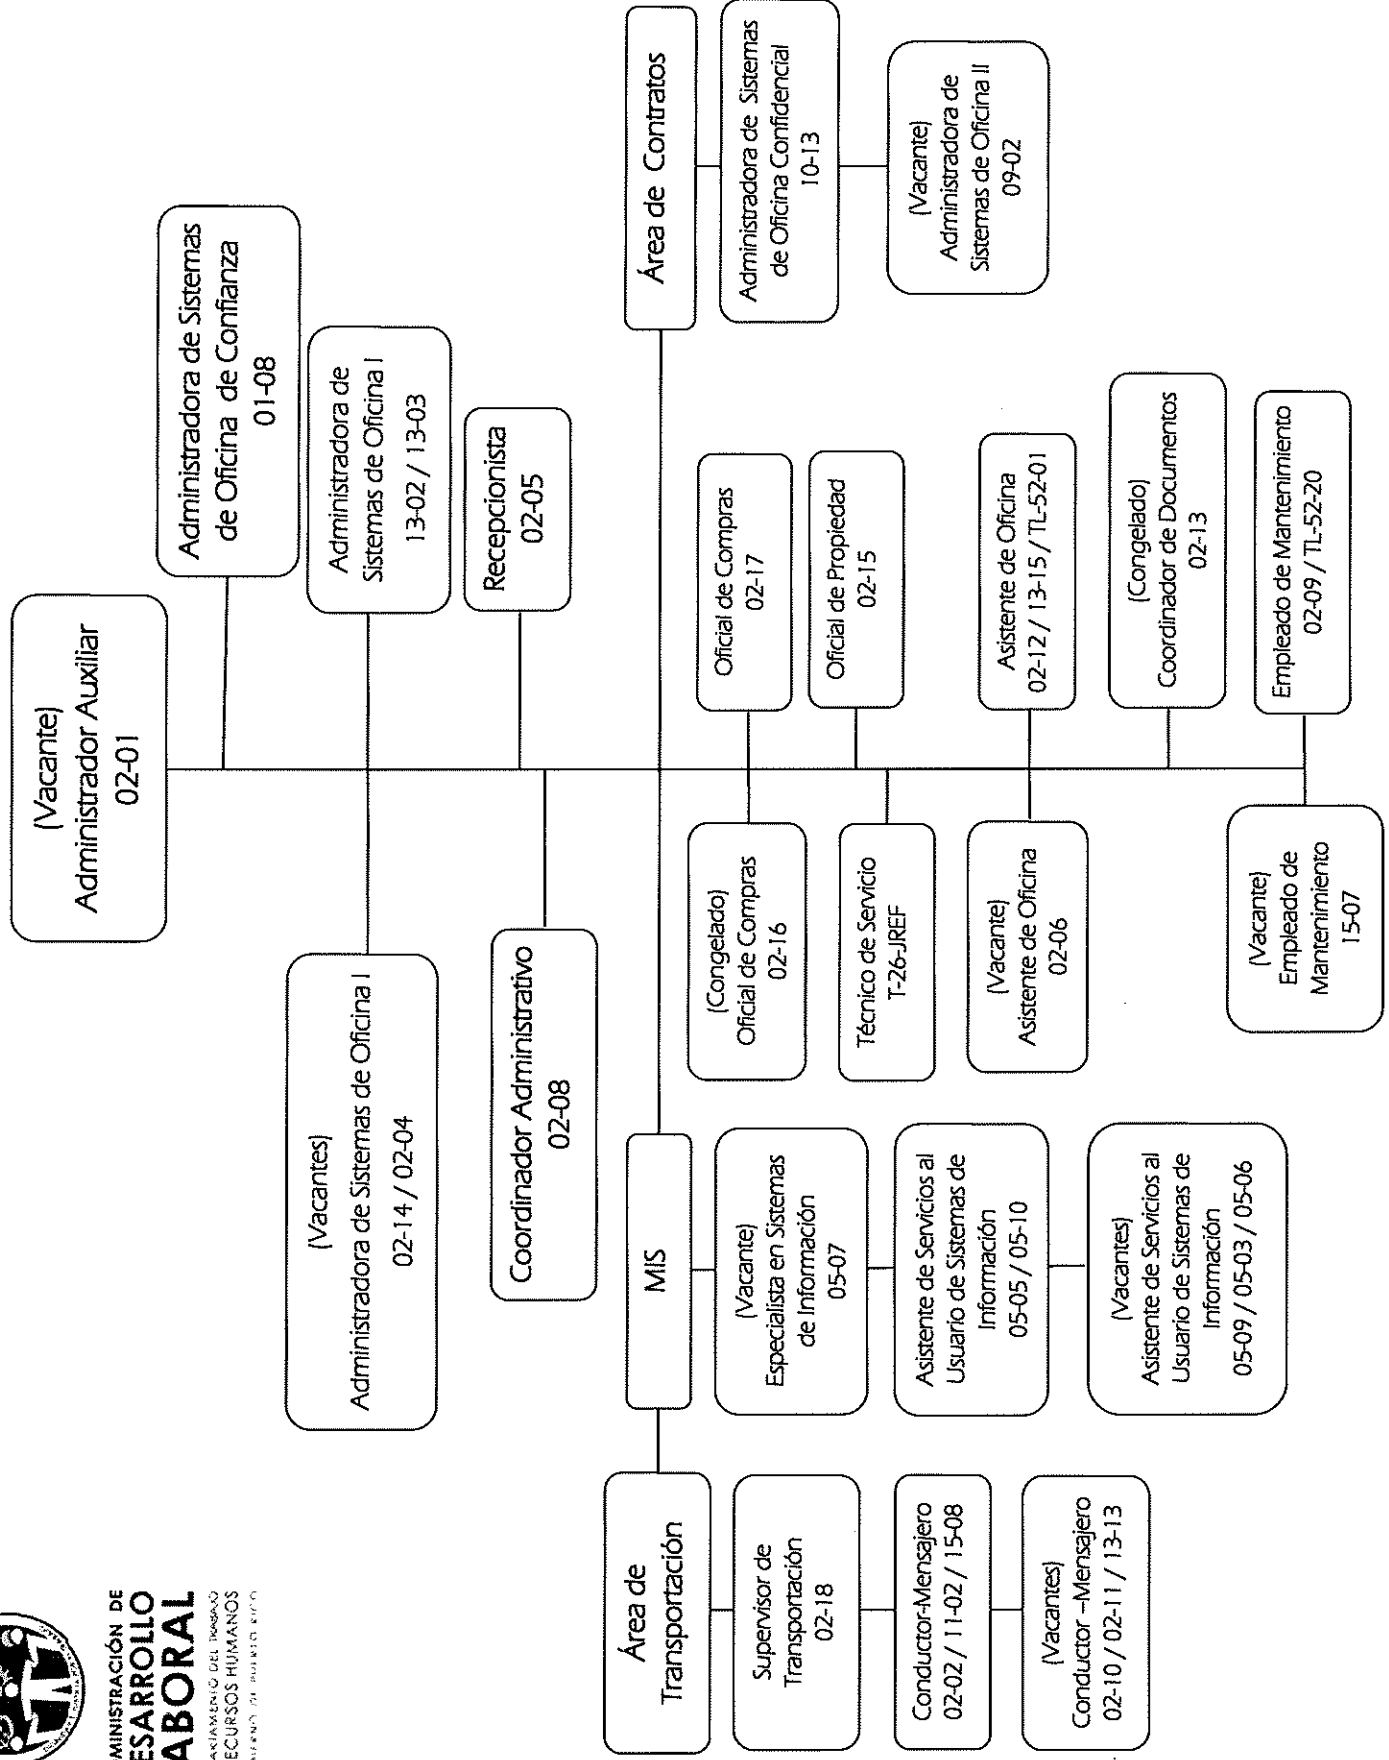 MINISTRACIÓN DE
ESARROLLO
ABORAL
ECURSOS HUMANOS
(Vacante)
Administrador Auxiliar
02-01
Administradora de Sistemas
de Oficina de Confianza
01-08
(Vacantes)
Administradora de Sistemas de Oficina I
02-14 / 02-04
Administradora de
Sistemas de Oficina I
13-02 / 13-03
Coordinador Administrativo
02-08
Recepcionista
02-05
Área de
Transportación
Supervisor de
Transportación
02-18
Conductor-Mensajero
02-02 / 11-02 / 15-08
(Vacantes)
Conductor –Mensajero
02-10 / 02-11 / 13-13
MIS
(Vacante)
Especialista en Sistemas
de Información
05-07
Asistente de Servicios al
Usuario de Sistemas de
Información
05-05 / 05-10
(Vacantes)
Asistente de Servicios al
Usuario de Sistemas de
Información
05-09 / 05-03 / 05-06
(Congelado)
Oficial de Compras
02-16
Oficial de Compras
02-17
Técnico de Servicio
T-26-JREF
Oficial de Propiedad
02-15
(Vacante)
Asistente de Oficina
02-06
Asistente de Oficina
02-12 / 13-15 / TL-52-01
(Congelado)
Coordinador de Documentos
02-13
(Vacante)
Empleado de
Mantenimiento
15-07
Empleado de Mantenimiento
02-09 / TL-52-20
Área de Contratos
Administradora de Sistemas
de Oficina Confidencial
10-13
(Vacante)
Administradora de
Sistemas de Oficina II
09-02